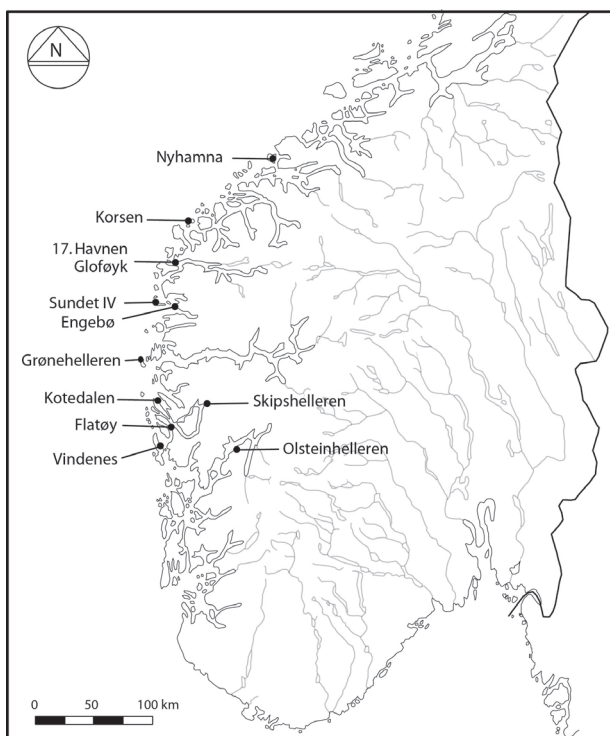 N
Nyhamna
Korsen
17. Havnen
Gloføyk
Sundet IV
Engebø
Grønehelleren
Kotedalen
Skipshelleren
Flatøy
Vindenes
Olsteinhelleren
0 50 100 km